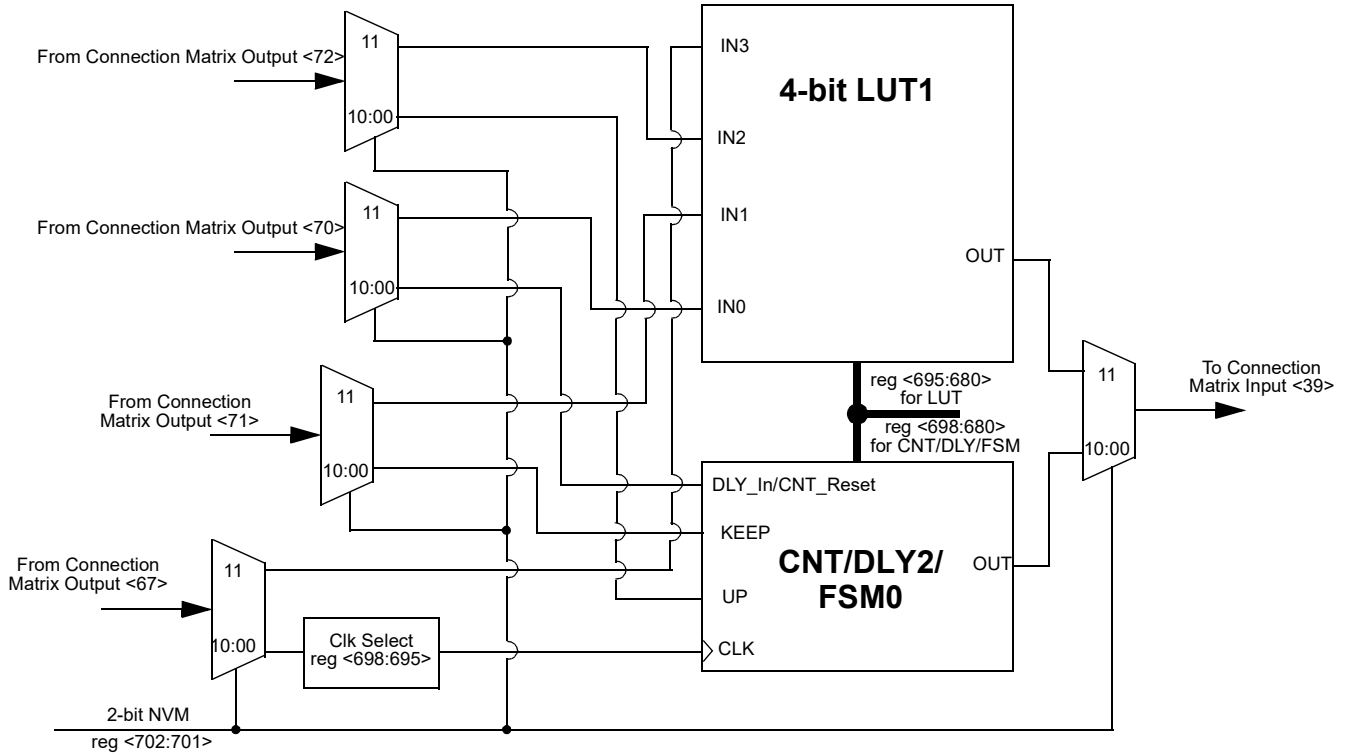 From Connection Matrix Output <72>
11
10:00
From Connection Matrix Output <70>
11
10:00
From Connection
Matrix Output <71>
11
10:00
From Connection
Matrix Output <67>
11
10:00
Clk Select
reg <698:695>
2-bit NVM
reg <702:701>
4-bit LUT1
IN3
IN2
IN1
IN0
OUT
reg <695:680>
for LUT
reg <698:680>
for CNT/DLY/FSM
DLY_In/CNT_Reset
KEEP
UP
CLK
CNT/DLY2/
FSM0
OUT
11
10:00
To Connection
Matrix Input <39>